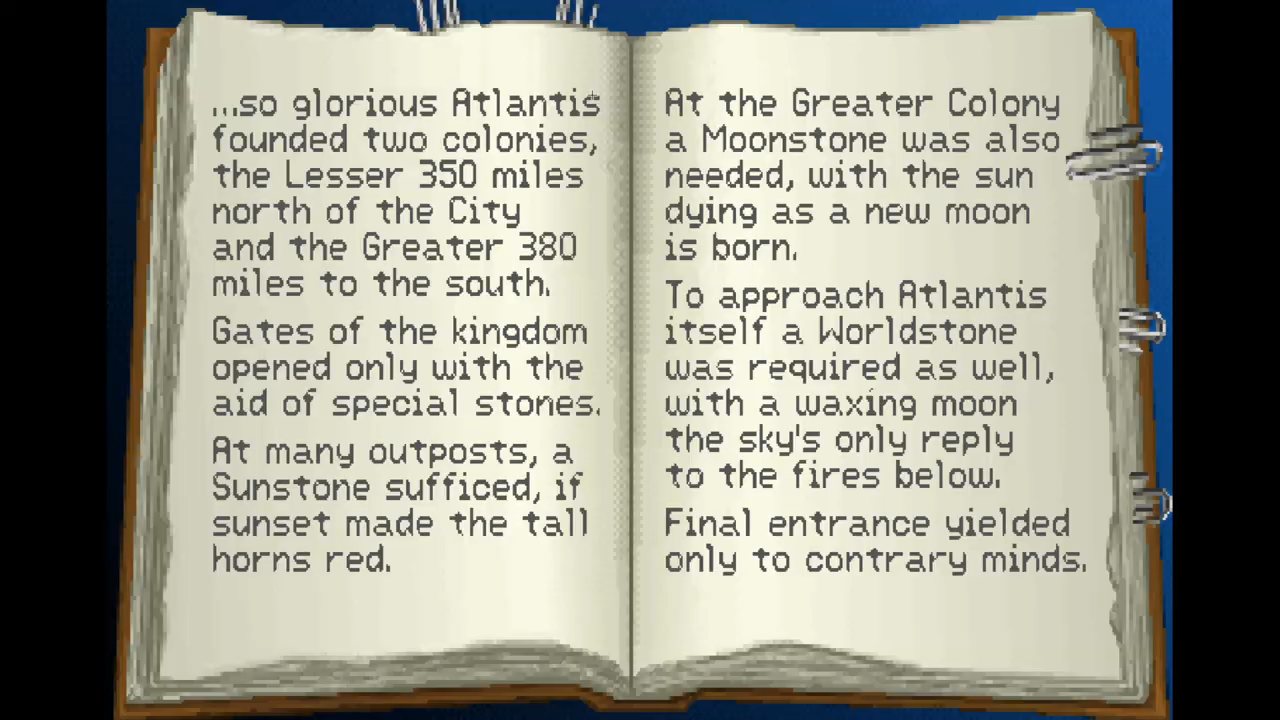 ...so glorious Atlantis
founded two colonies,
the Lesser 350 miles
north of the City
and the Greater 380
miles to the south.
Gates of the kingdom
opened only with the
aid of special stones.
At many outposts, a
Sunstone sufficed, if
sunset made the tall
horns red.
At the Greater Colony
a Moonstone was also
needed, with the sun
dying as a new moon
is born.
To approach Atlantis
itself a Worldstone
was required as well,
with a waxing moon
the sky's only reply
to the fires below.
Final entrance yielded
only to contrary minds.